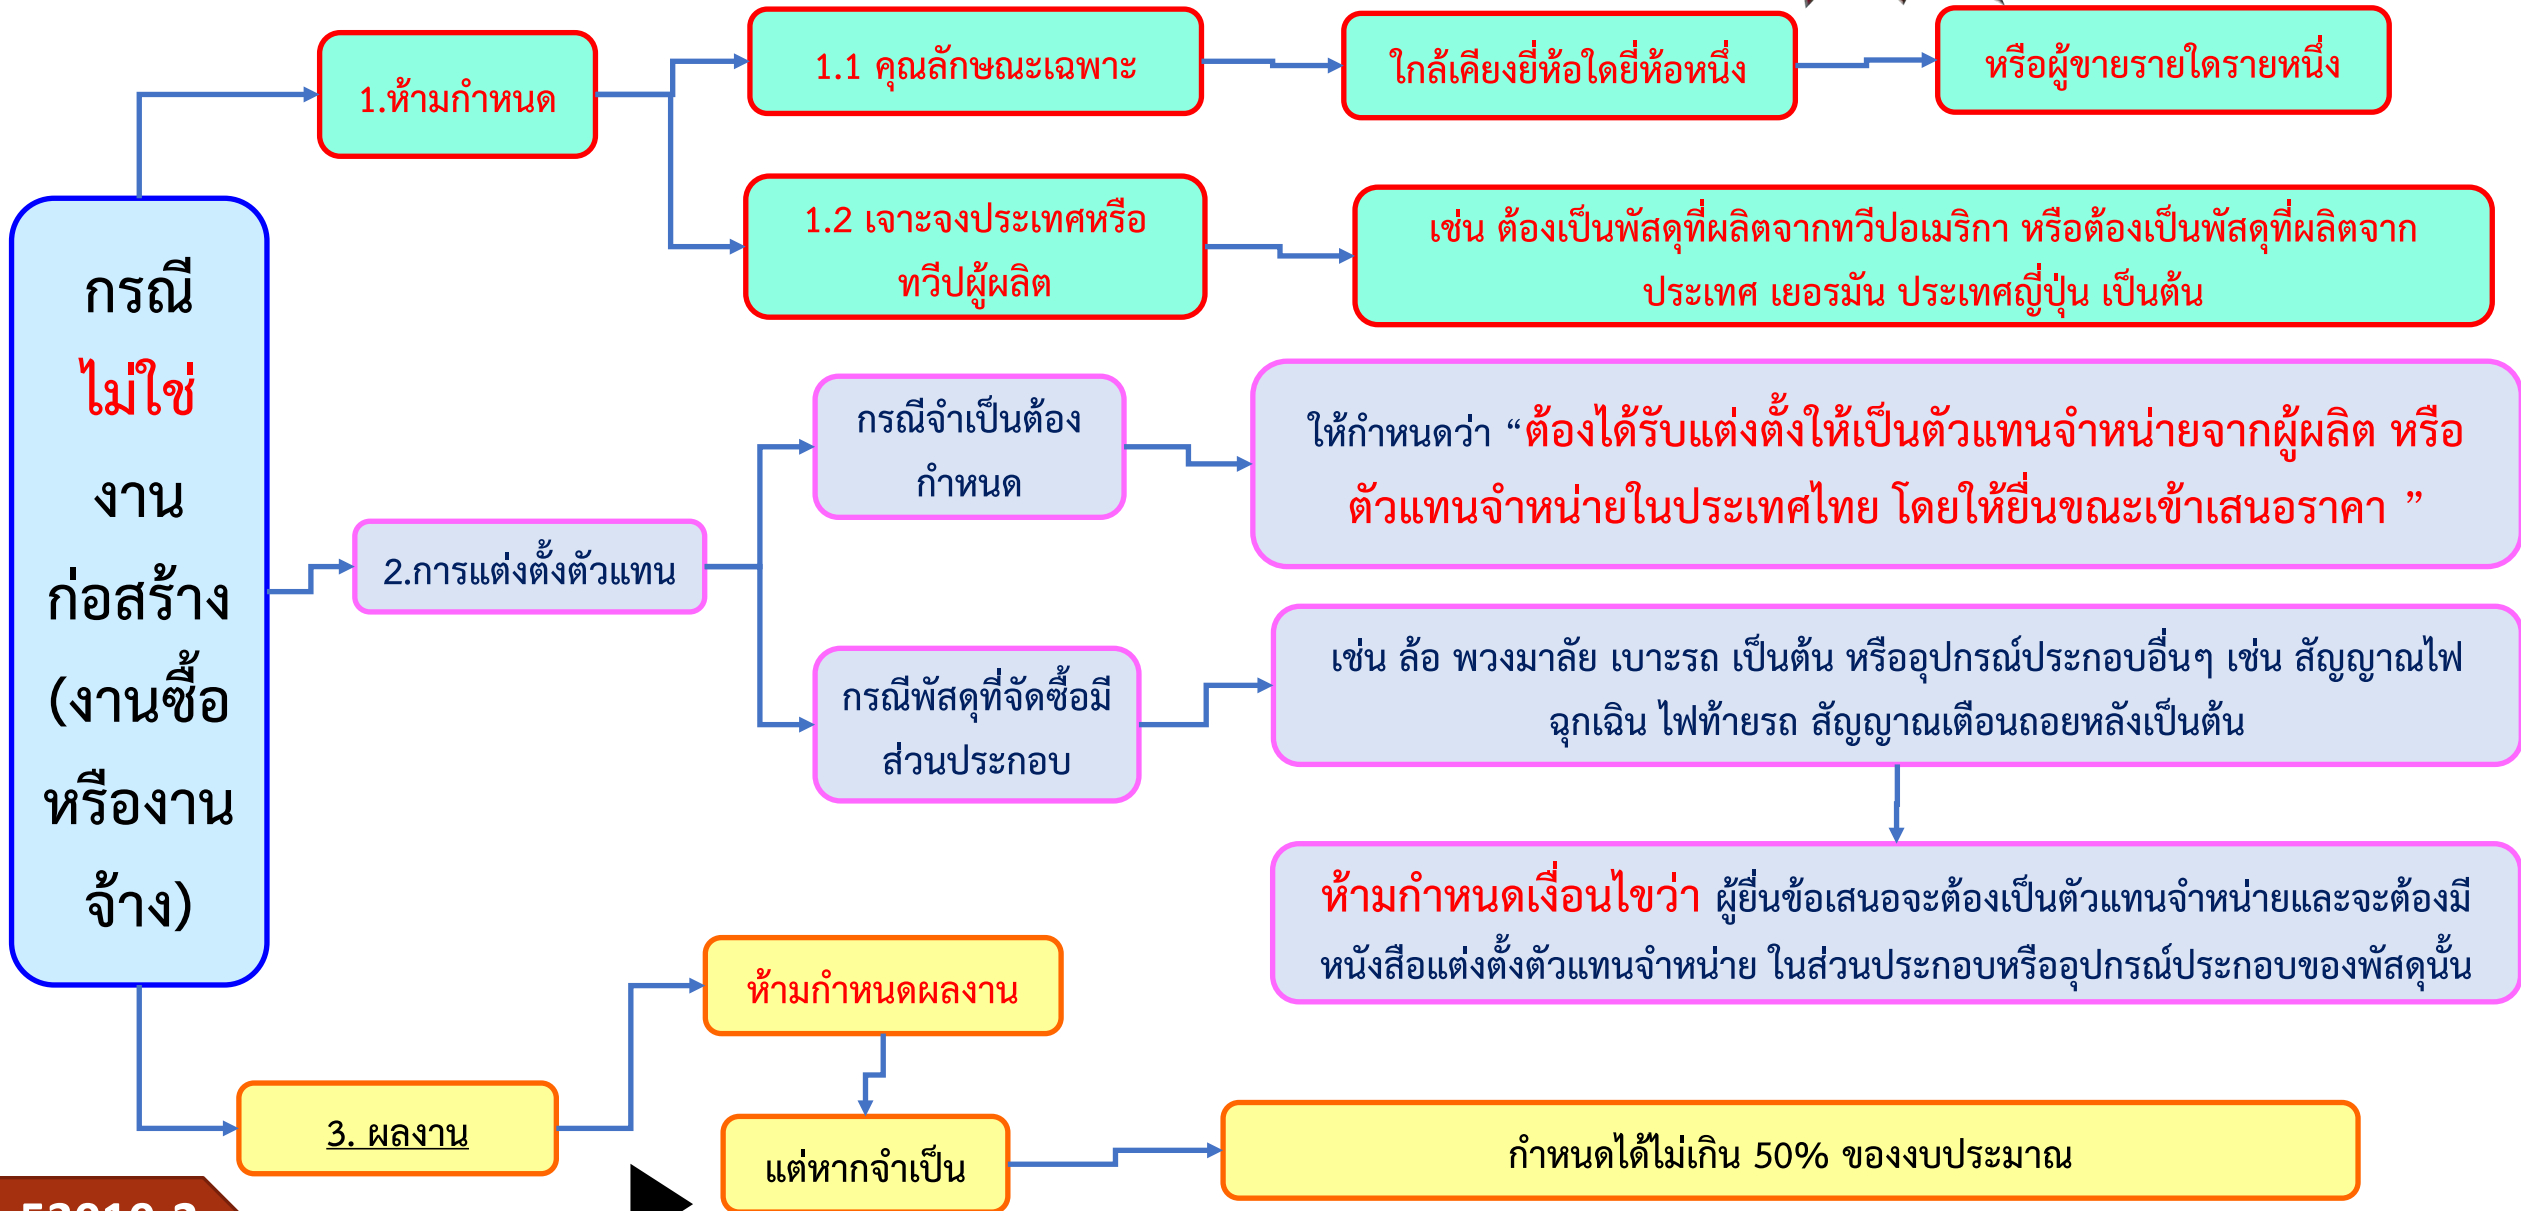 1.ห้ามกำหนด
1.1 คุณลักษณะเฉพาะ
ใกล้เคียงยี่ห้อใดยี่ห้อหนึ่ง
หรือผู้ขายรายใดรายหนึ่ง
1.2 เจาะจงประเทศหรือ
ทวีปผู้ผลิต
เช่น ต้องเป็นพัสดุที่ผลิตจากทวีปอเมริกา หรือต้องเป็นพัสดุที่ผลิตจาก
ประเทศ เยอรมัน ประเทศญี่ปุ่น เป็นต้น
กรณี
ไม่ใช่
งาน
ก่อสร้าง
(งานซื้อ
หรืองาน
จ้าง)
2.การแต่งตั้งตัวแทน
กรณีจำเป็นต้อง
กำหนด
ให้กำหนดว่า “ต้องได้รับแต่งตั้งให้เป็นตัวแทนจำหน่ายจากผู้ผลิต หรือ
ตัวแทนจำหน่ายในประเทศไทย โดยให้ยื่นขณะเข้าเสนอราคา ”
กรณีพัสดุที่จัดซื้อมี
ส่วนประกอบ
เช่น ล้อ พวงมาลัย เบาะรถ เป็นต้น หรืออุปกรณ์ประกอบอื่นๆ เช่น สัญญาณไฟ
ฉุกเฉิน ไฟท้ายรถ สัญญาณเตือนถอยหลังเป็นต้น
ห้ามกำหนดเงื่อนไขว่า ผู้ยื่นข้อเสนอจะต้องเป็นตัวแทนจำหน่ายและจะต้องมี
หนังสือแต่งตั้งตัวแทนจำหน่าย ในส่วนประกอบหรืออุปกรณ์ประกอบของพัสดุนั้น
3. ผลงาน
ห้ามกำหนดผลงาน
แต่หากจำเป็น
กำหนดได้ไม่เกิน 50% ของงบประมาณ